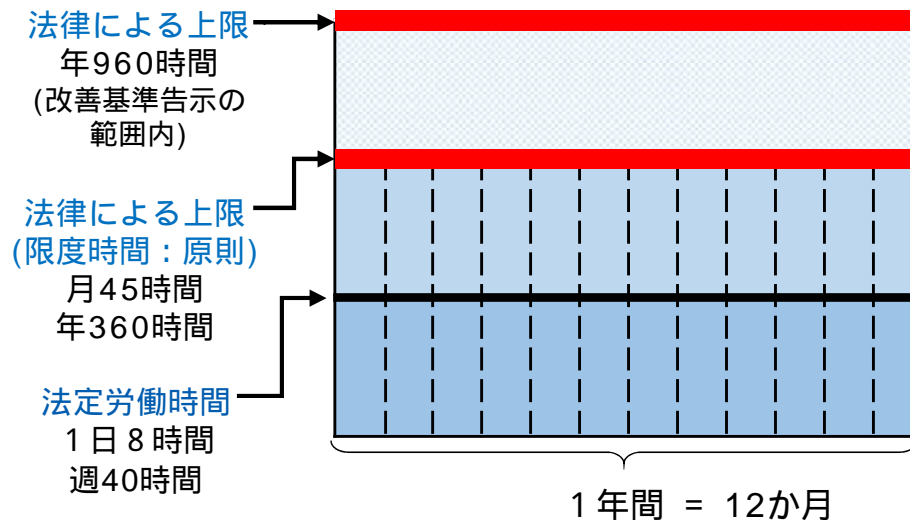 法律による上限
年960時間
(改善基準告示の
範囲内)
法律による上限
(限度時間：原則)
月45時間
年360時間
法定労働時間
１日８時間
週40時間
１年間 = 12か月